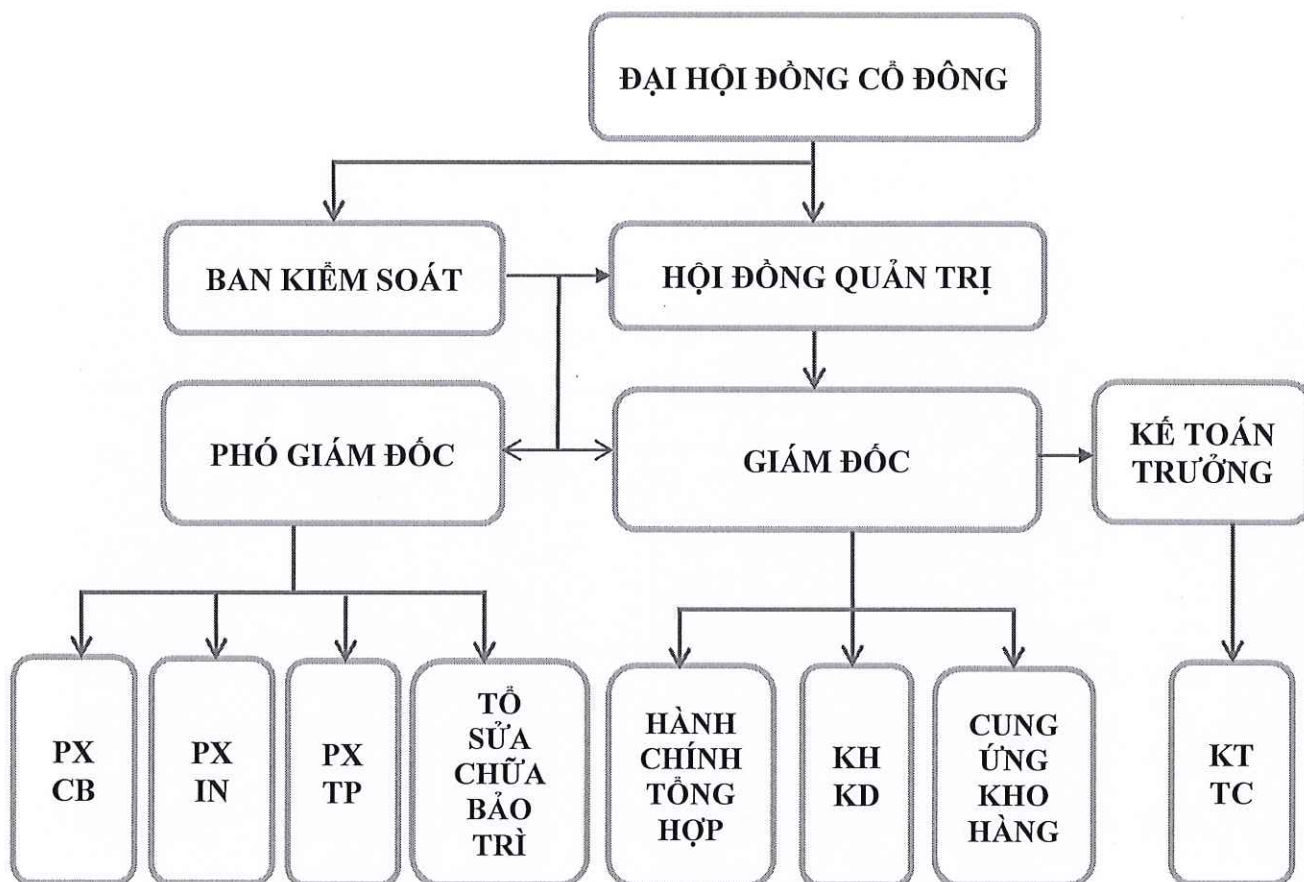 ĐẠI HỘI ĐỒNG CỔ ĐÔNG
BAN KIỂM SOÁT
HỘI ĐỒNG QUẢN TRỊ
PHÓ GIÁM ĐỐC
GIÁM ĐỐC
KẾ TOÁN
TRƯỞNG
PX
CB
PX
IN
PX
TP
TỔ
SỬA
CHỮA
BẢO
TRÌ
HÀNH
CHÍNH
TỔNG
HỢP
KH
KD
CUNG
ỨNG
KHO
HÀNG
KT
TC